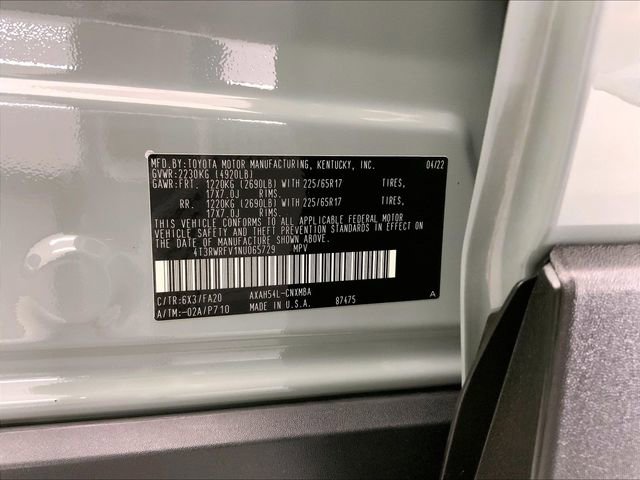 MFD.BY:TOYOTA MOTOR MANUFACTURING, KENTUCKY, INC. 04/22
GVWR:2230KG (4920LB)
GAWR:FRT. 1220KG (2690LB) WITH 225/65R17 TIRES,
17X7.0J RIMS.
RR. 1220KG (2690LB) WITH 225/65R17 TIRES,
17X7.0J RIMS.
THIS VEHICLE CONFORMS TO ALL APPLICABLE FEDERAL MOTOR
VEHICLE SAFETY AND THEFT PREVENTION STANDARDS IN EFFECT ON
THE DATE OF MANUFACTURE SHOWN ABOVE.
4T3RWRFV1NU065729 MPV
C/TR:6X3/FA20 AXAH54L-CNXMBA
A/TM:-02A/P710 MADE IN U.S.A. 87475 A